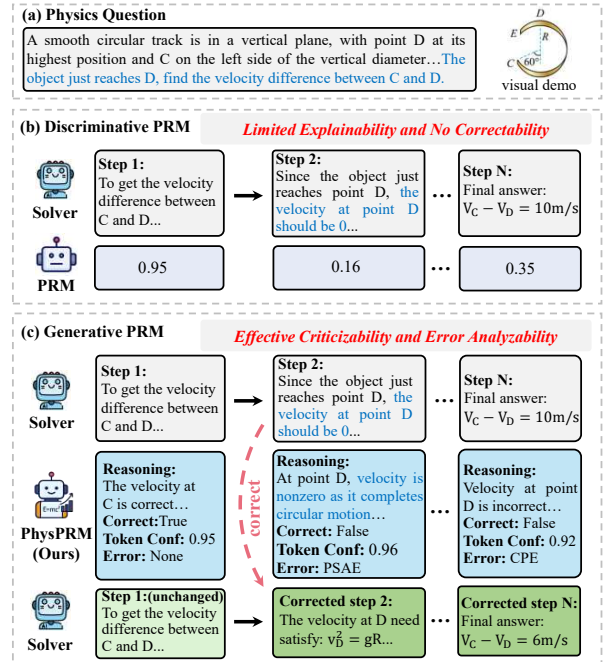 (a) Physics Question
A smooth circular track is in a vertical plane, with point D at its
highest position and C on the left side of the vertical diameter…The
object just reaches D, find the velocity difference between C and D.
D
E
R
C
60°
visual demo
(b) Discriminative PRM
Limited Explainability and No Correctability
Solver
Step 1:
To get the velocity
difference between
C and D...
Step 2:
Since the object just
reaches point D, the
velocity at point D
should be 0...
...
Step N:
Final answer:
V_C − V_D = 10m/s
PRM
0.95
0.16
...
0.35
(c) Generative PRM
Effective Criticizability and Error Analyzability
Solver
Step 1:
To get the velocity
difference between
C and D...
Step 2:
Since the object just
reaches point D, the
velocity at point D
should be 0...
...
Step N:
Final answer:
V_C − V_D = 10m/s
correct
E=mc²
PhysPRM
(Ours)
Reasoning:
The velocity at
C is correct…
Correct:True
Token Conf: 0.95
Error: None
Reasoning:
At point D, velocity is
nonzero as it completes
circular motion…
Correct: False
Token Conf: 0.96
Error: PSAE
...
Reasoning:
Velocity at point
D is incorrect…
Correct: False
Token Conf: 0.92
Error: CPE
Solver
Step 1:(unchanged)
To get the velocity
difference between
C and D...
Corrected step 2:
The velocity at D need
satisfy: v_D² = gR...
...
Corrected step N:
Final answer:
V_C − V_D = 6m/s